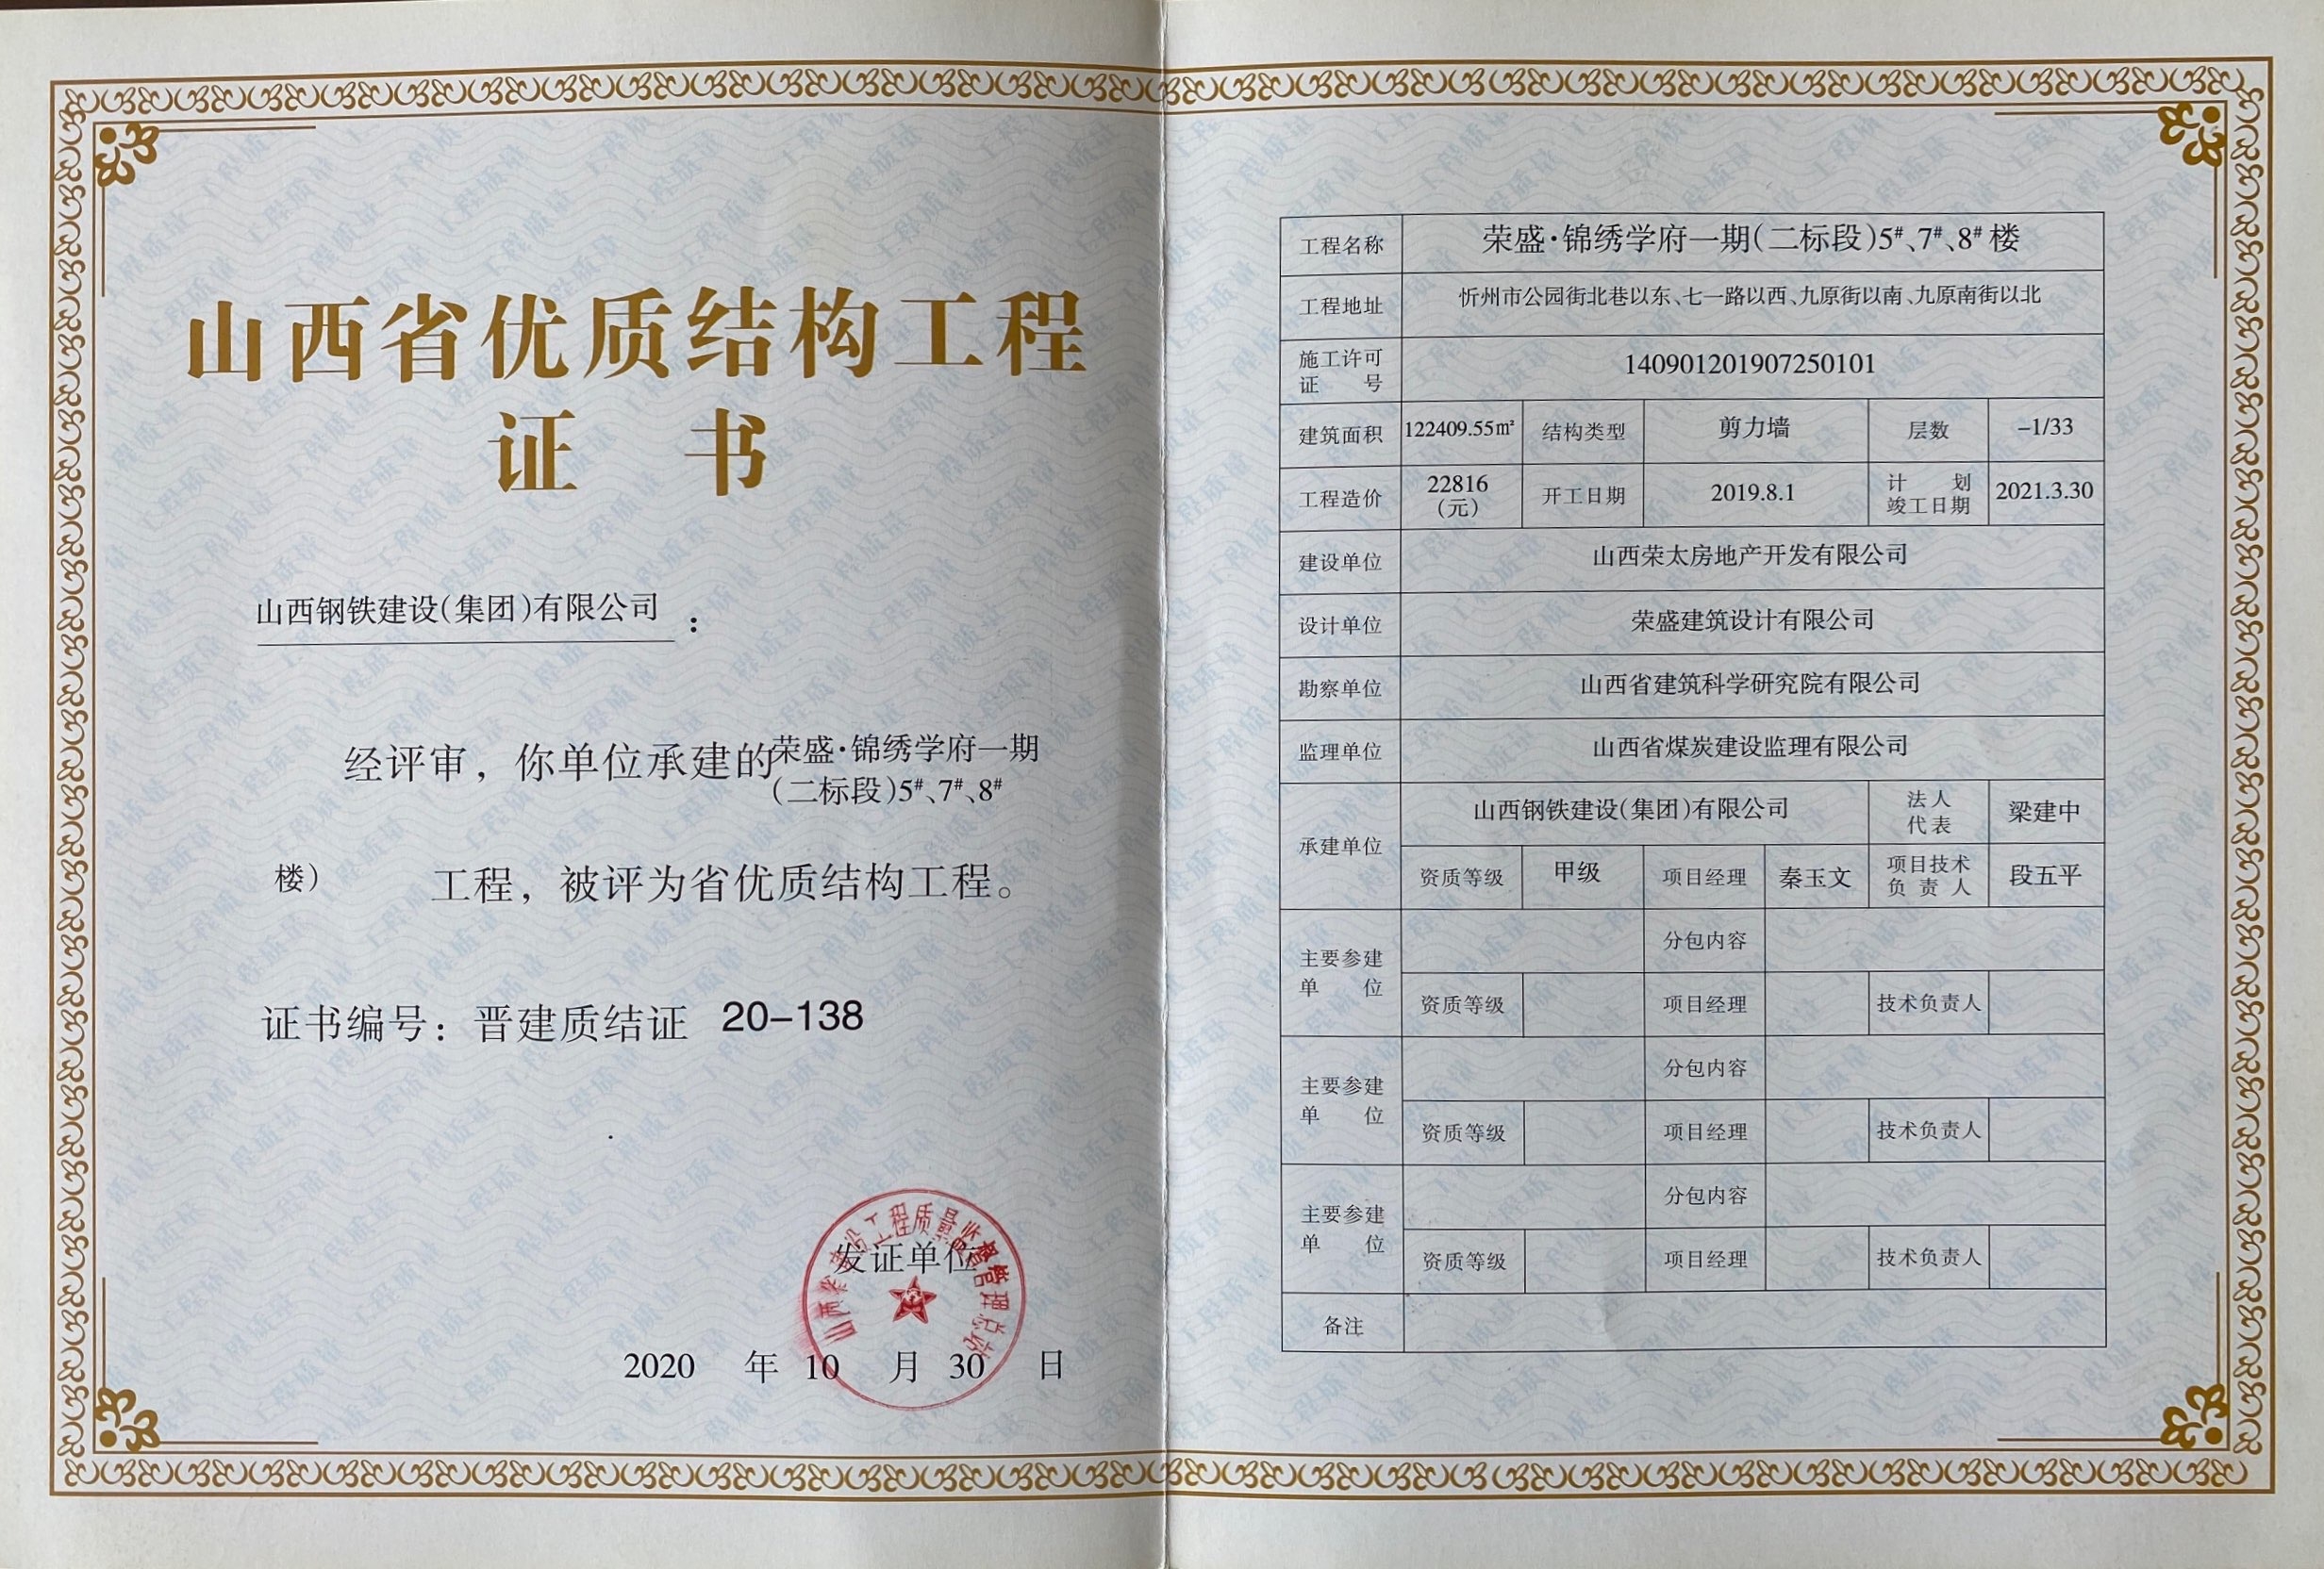 山西省优质结构工程
证 书
山西钢铁建设(集团)有限公司 :
经评审，你单位承建的荣盛·锦绣学府一期
(二标段)5#、7#、8#
楼) 工程，被评为省优质结构工程。
证书编号：晋建质结证 20-138
发证单位
2020 年 10 月 30 日
工程名称 荣盛·锦绣学府一期(二标段)5#、7#、8#楼
工程地址 忻州市公园街北巷以东、七一路以西、九原街以南、九原南街以北
施工许可
证 号 140901201907250101
建筑面积 122409.55㎡ 结构类型 剪力墙 层数 -1/33
工程造价 22816
(元) 开工日期 2019.8.1 计 划
竣工日期 2021.3.30
建设单位 山西荣太房地产开发有限公司
设计单位 荣盛建筑设计有限公司
勘察单位 山西省建筑科学研究院有限公司
监理单位 山西省煤炭建设监理有限公司
承建单位 山西钢铁建设(集团)有限公司 法人
代表 梁建中
资质等级 甲级 项目经理 秦玉文 项目技术
负 责 人 段五平
主要参建
单 位 分包内容
资质等级 项目经理 技术负责人
主要参建
单 位 分包内容
资质等级 项目经理 技术负责人
主要参建
单 位 分包内容
资质等级 项目经理 技术负责人
备注